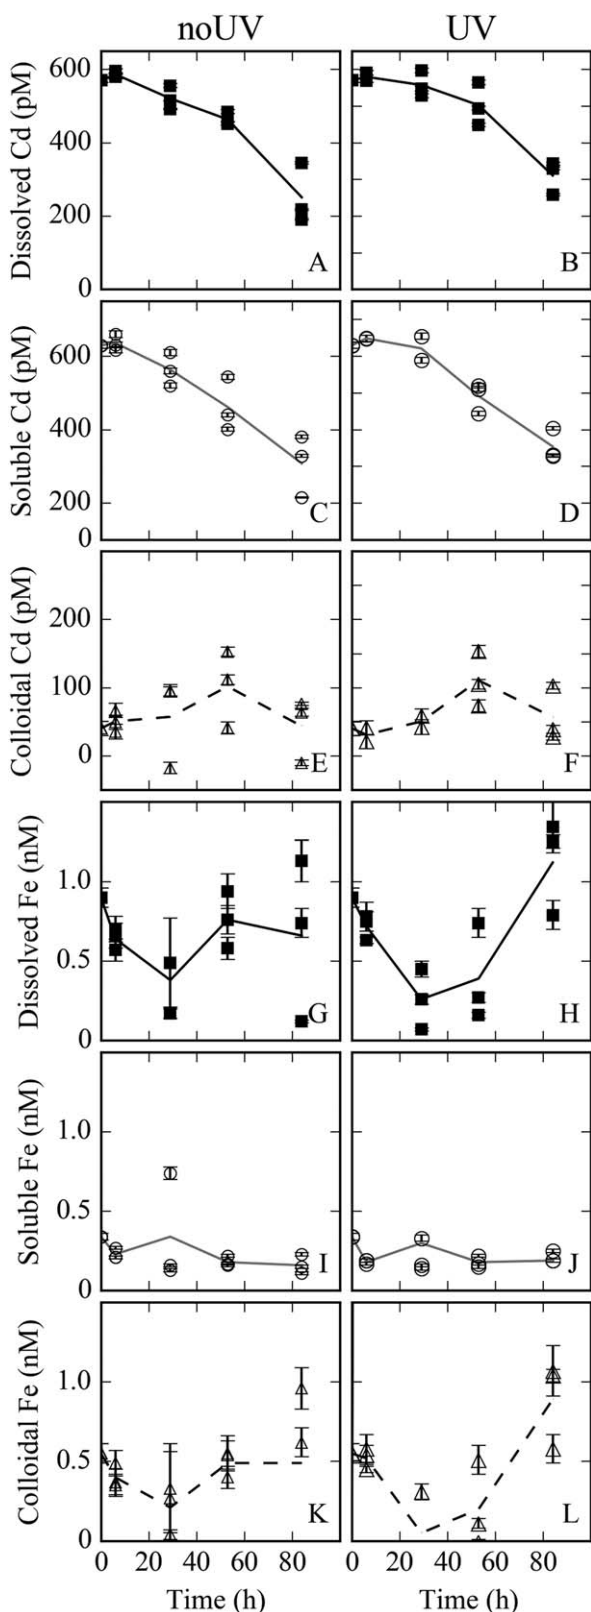 noUV UV
Dissolved Cd (pM)
600
400
200
0
A B
Soluble Cd (pM)
600
400
200
0
C D
Colloidal Cd (pM)
200
100
0
E F
Dissolved Fe (nM)
1.0
0.5
0
G H
Soluble Fe (nM)
1.0
0.5
0
I J
Colloidal Fe (nM)
1.0
0.5
0
K L
0 20 40 60 80 0 20 40 60 80
Time (h) Time (h)